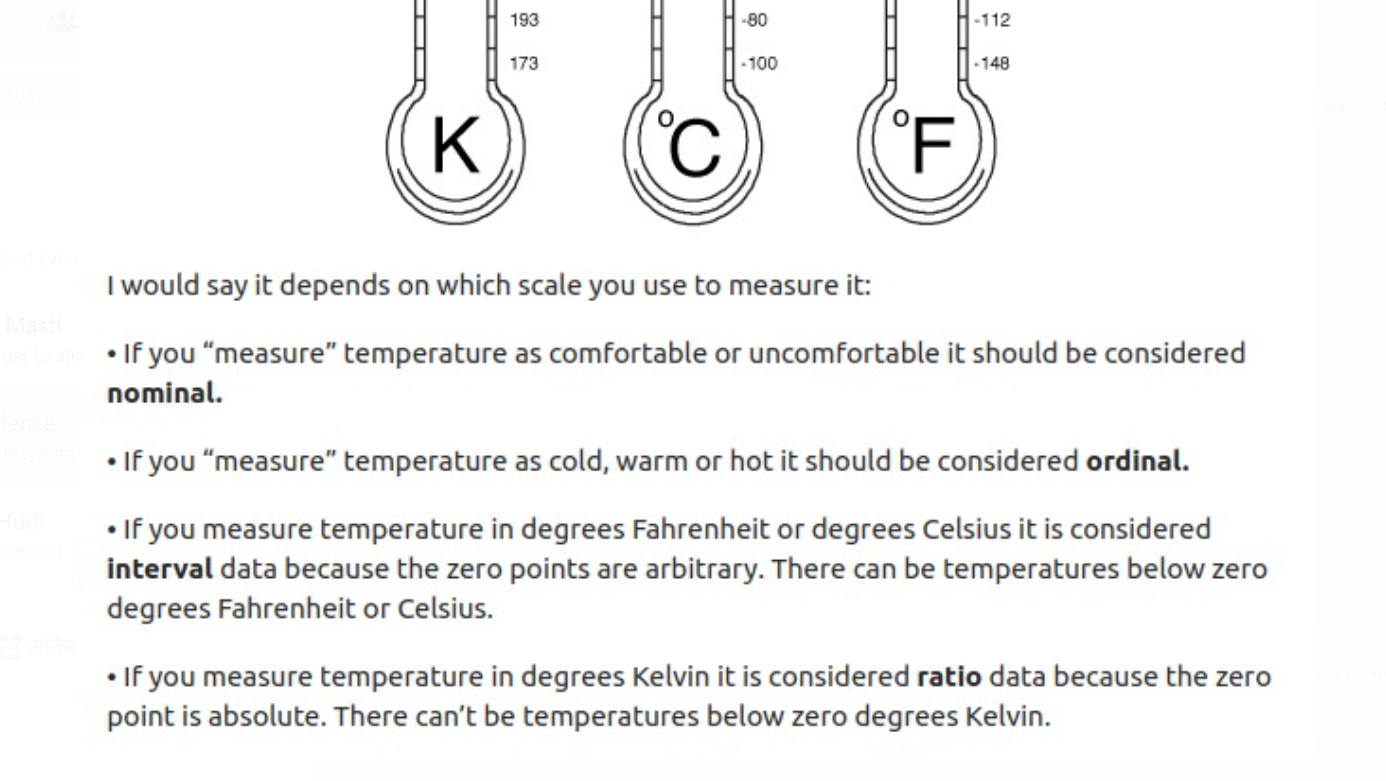 193
-80
-112
173
-100
-148
K
°C
°F
I would say it depends on which scale you use to measure it:
• If you “measure” temperature as comfortable or uncomfortable it should be considered
nominal.
• If you “measure” temperature as cold, warm or hot it should be considered ordinal.
• If you measure temperature in degrees Fahrenheit or degrees Celsius it is considered
interval data because the zero points are arbitrary. There can be temperatures below zero
degrees Fahrenheit or Celsius.
• If you measure temperature in degrees Kelvin it is considered ratio data because the zero
point is absolute. There can’t be temperatures below zero degrees Kelvin.
Masti
is typing
अंतिम